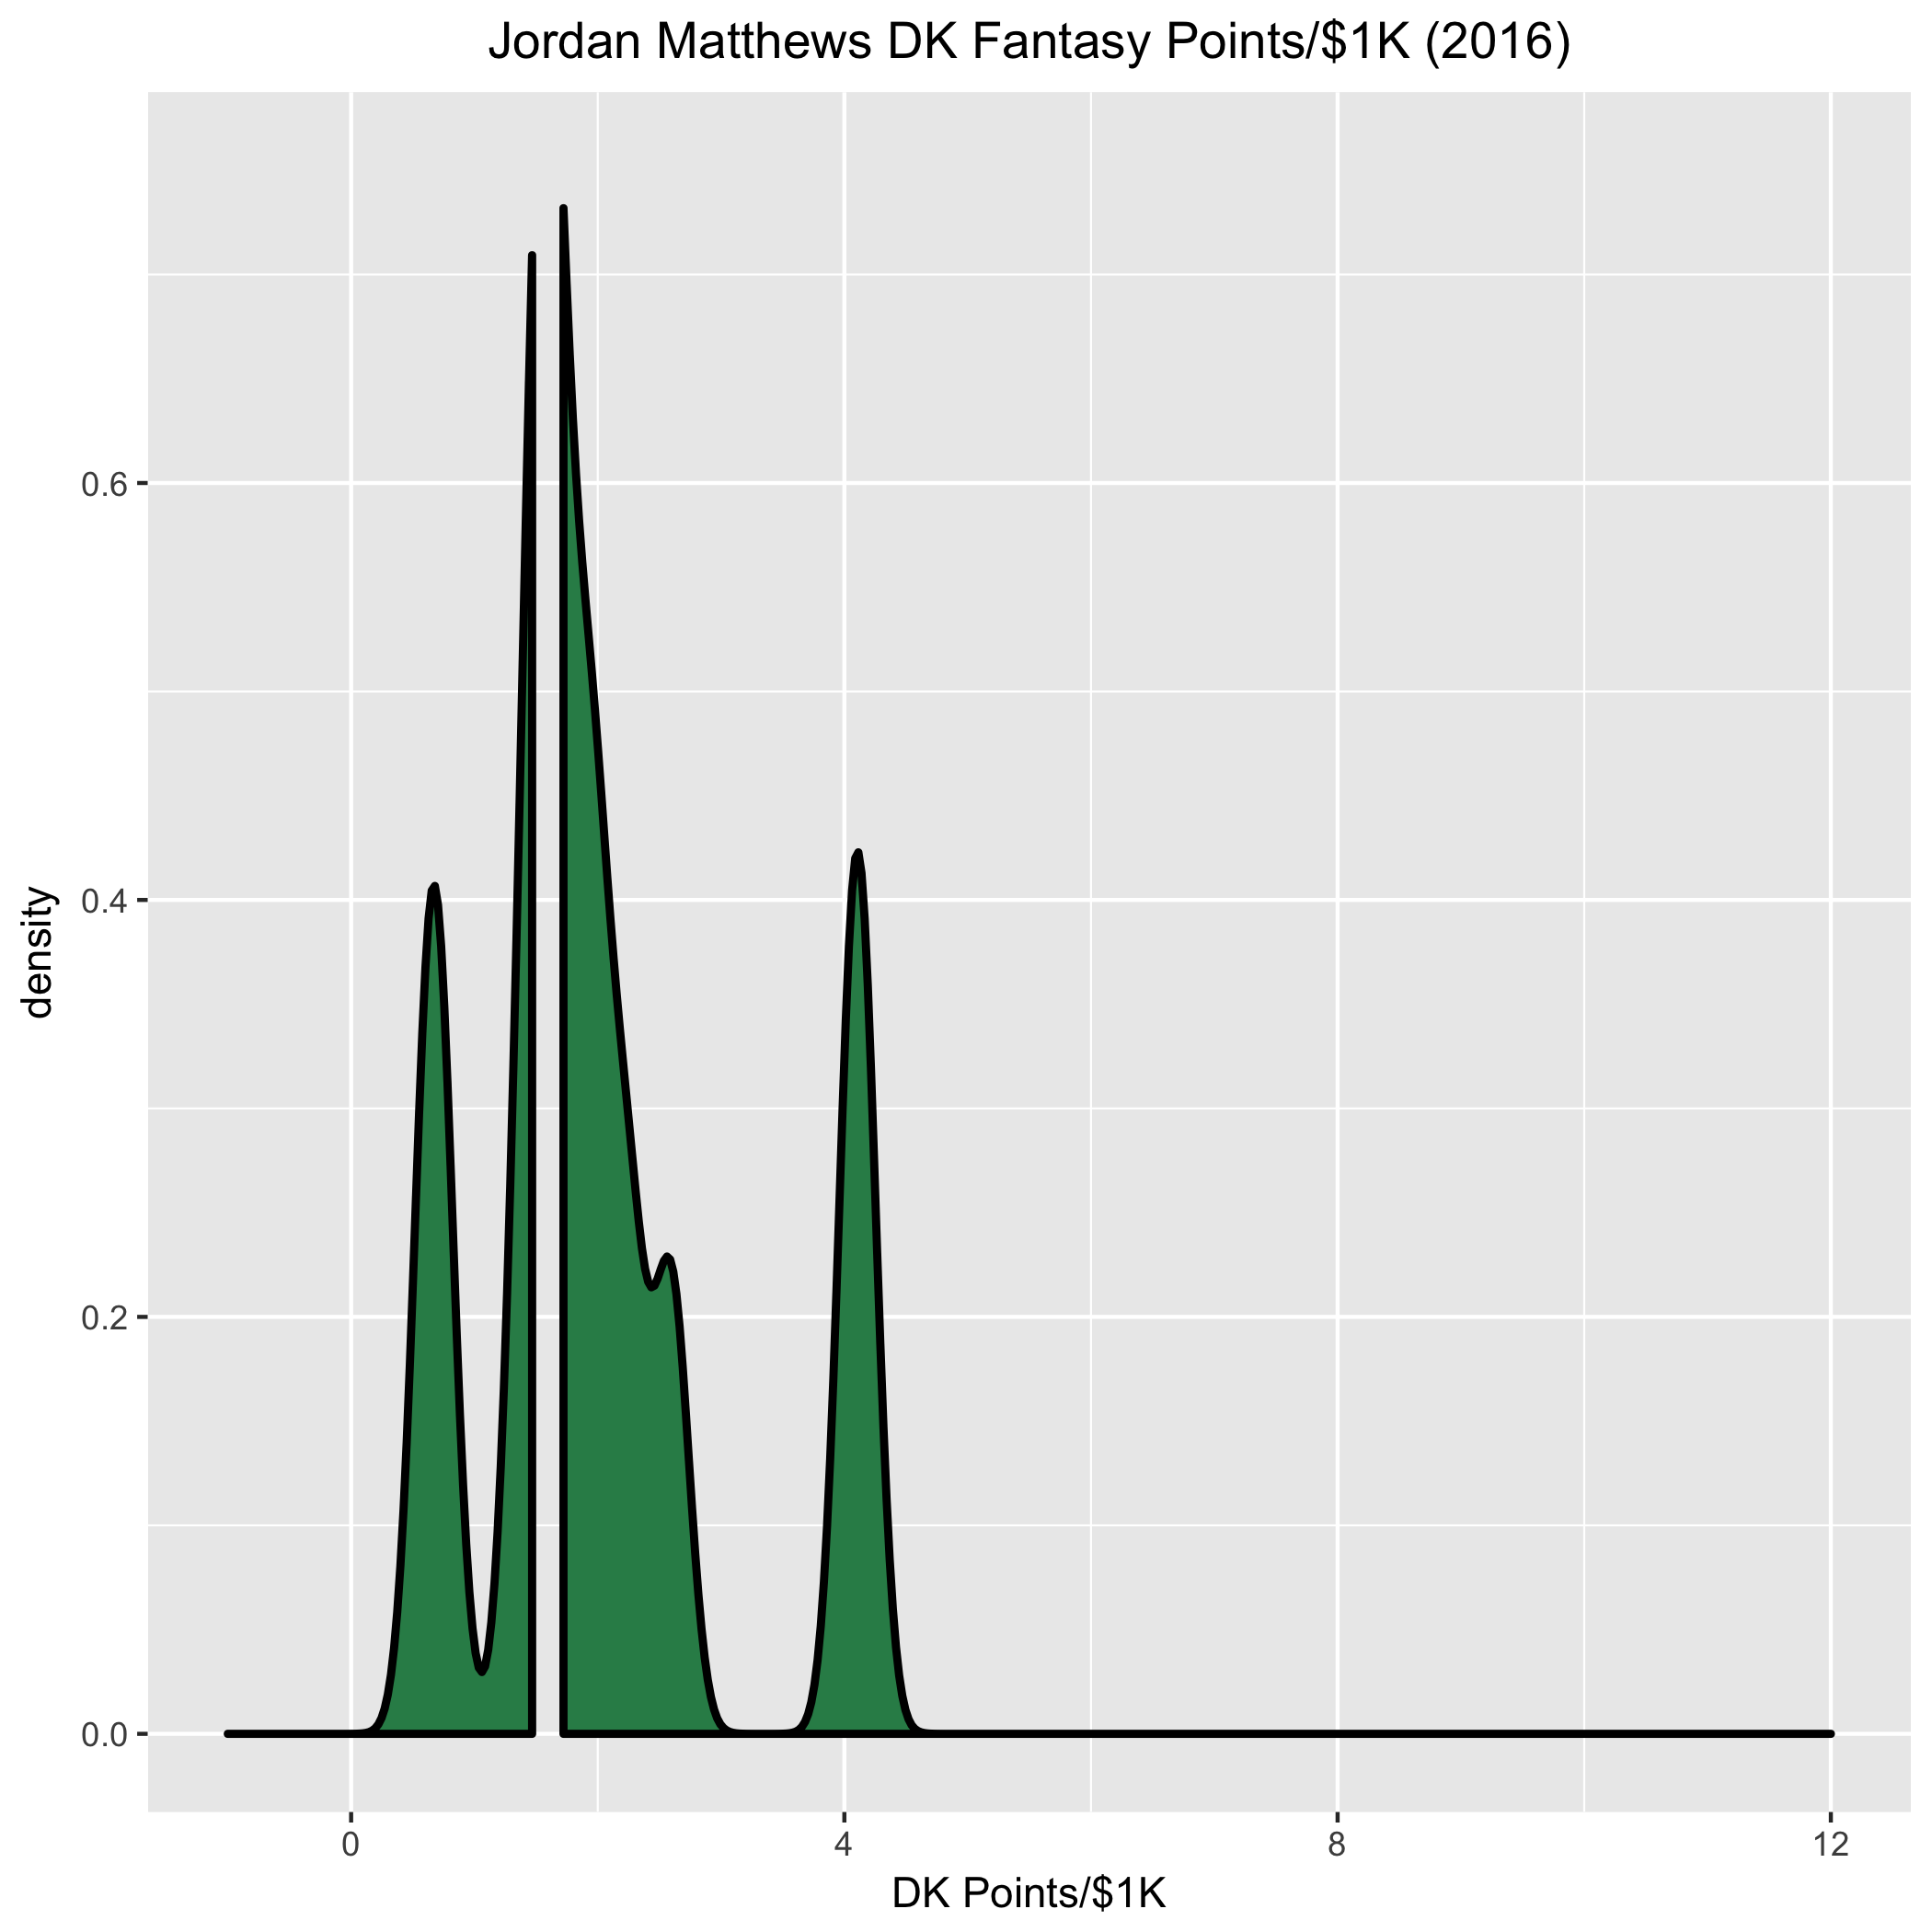 Jordan Matthews DK Fantasy Points/$1K (2016)
density
0.6
0.4
0.2
0.0
0 4 8 12
DK Points/$1K